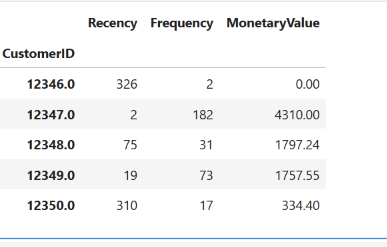 Recency Frequency MonetaryValue
CustomerID
12346.0 326 2 0.00
12347.0 2 182 4310.00
12348.0 75 31 1797.24
12349.0 19 73 1757.55
12350.0 310 17 334.40